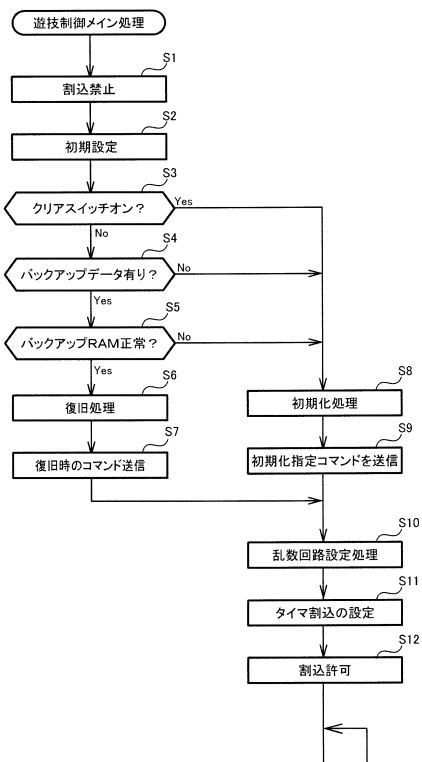 遊技制御メイン処理
S1
割込禁止
S2
初期設定
S3
クリアスイッチオン？
Yes
No
S4
バックアップデータ有り？
No
Yes
S5
バックアップRAM正常？
No
Yes
S6
復旧処理
S7
復旧時のコマンド送信
S8
初期化処理
S9
初期化指定コマンドを送信
S10
乱数回路設定処理
S11
タイマ割込の設定
S12
割込許可